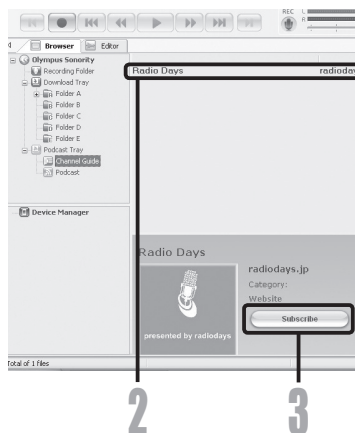 REC L
R
Browser Editor
Olympus Sonority
Recording Folder
Download Tray
Folder A
Folder B
Folder C
Folder D
Folder E
Podcast Tray
Channel Guide
Podcast
Device Manager
Radio Days radioday
Radio Days
presented by radiodays
radiodays.jp
Category:
Website
Subscribe
Total of 1 files
2 3